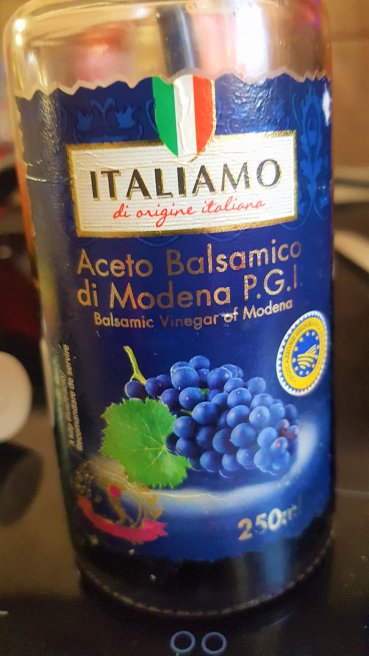 ITALIAMO
di origine italiana
Aceto Balsamico
di Modena P.G.I.
Balsamic Vinegar of Modena
250ml